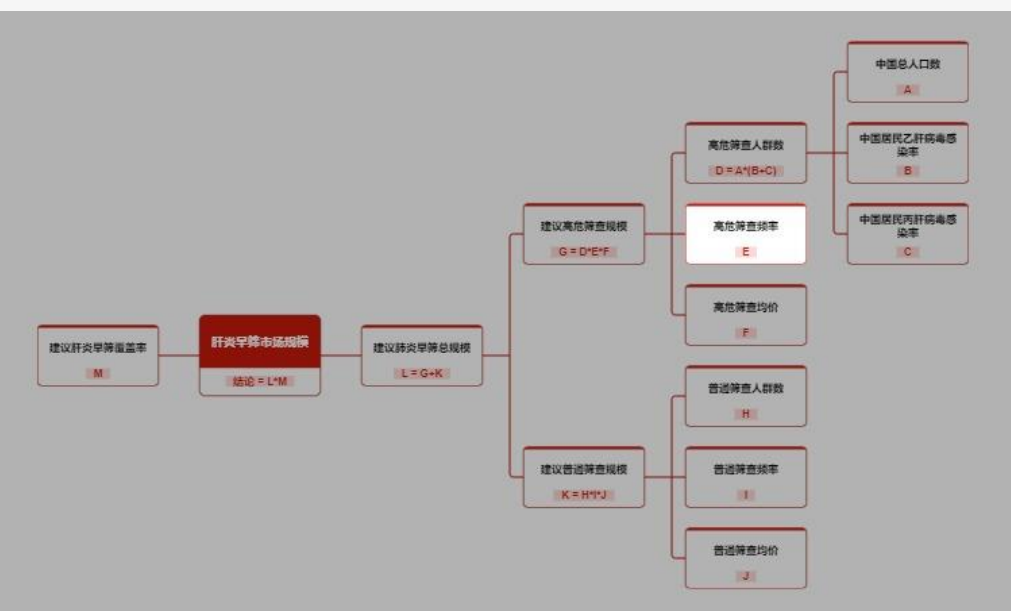 中国总人口数
A
高危筛查人群数
D = A*(B+C)
中国居民乙肝病毒感
染率
B
建议高危筛查规模
G = D*E*F
高危筛查频率
E
中国居民丙肝病毒感
染率
C
高危筛查均价
F
建议肝炎早筛覆盖率
M
肝炎早筛市场规模
结论 = L*M
建议肺炎早筛总规模
L = G+K
普通筛查人群数
H
建议普通筛查规模
K = H*I*J
普通筛查频率
I
普通筛查均价
J